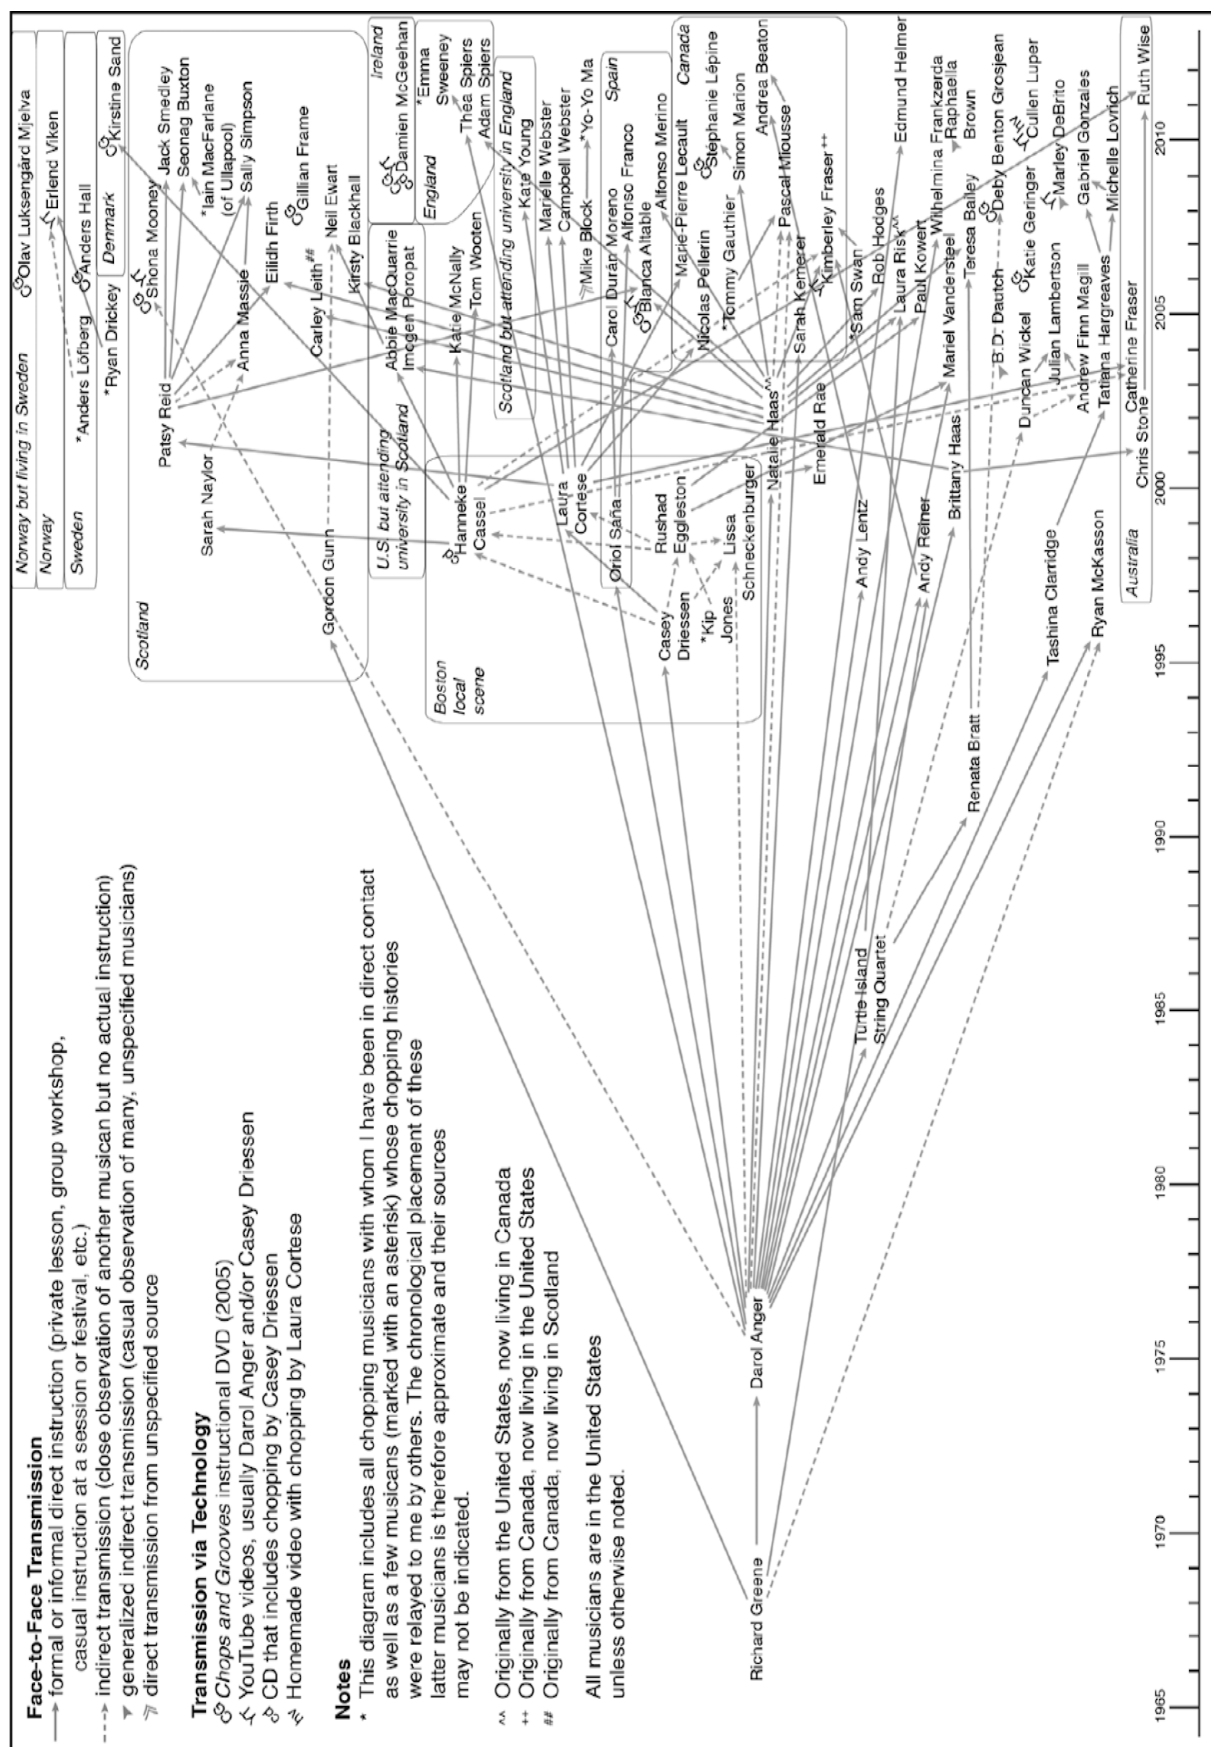 Face-to-Face Transmission
formal or informal direct instruction (private lesson, group workshop,
casual instruction at a session or festival, etc.)
indirect transmission (close observation of another musican but no actual instruction)
generalized indirect transmission (casual observation of many, unspecified musicians)
direct transmission from unspecified source
Transmission via Technology
Chops and Grooves instructional DVD (2005)
YouTube videos, usually Darol Anger and/or Casey Driessen
CD that includes chopping by Casey Driessen
Homemade video with chopping by Laura Cortese
Notes
* This diagram includes all chopping musicians with whom I have been in direct contact
as well as a few musicans (marked with an asterisk) whose chopping histories
were relayed to me by others. The chronological placement of these
latter musicians is therefore approximate and their sources
may not be indicated.
^^ Originally from the United States, now living in Canada
++ Originally from Canada, now living in the United States
## Originally from Canada, now living in Scotland
All musicians are in the United States
unless otherwise noted.
Norway but living in Sweden
Olav Luksengård Mjelva
Norway
Erlend Viken
Sweden
*Anders Löfberg
Anders Hall
*Ryan Drickey
Denmark
Kirstine Sand
Scotland
Patsy Reid
Shona Mooney
Jack Smedley
Seonag Buxton
*Iain MacFarlane
(of Ullapool)
Sarah Naylor
Anna Massie
Sally Simpson
Eilidh Firth
Gillian Frame
Carley Leith##
Gordon Gunn
Neil Ewart
Kirsty Blackhall
U.S. but attending
university in Scotland
Abbie MacQuarrie
Imogen Poropat
Ireland
Damien McGeehan
England
*Emma
Sweeney
Thea Spiers
Adam Spiers
Boston
local
scene
Hanneke
Cassel
Katie McNally
Tom Wooten
Scotland but attending university in England
Kate Young
Laura
Cortese
Marielle Webster
Campbell Webster
Mike Block
*Yo-Yo Ma
Spain
Oriol Saña
Carol Durán Moreno
Alfonso Franco
Blanca Altable
Alfonso Merino
Casey
Driessen
Rushad
Eggleston
*Kip
Jones
Lissa
Schneckenburger
Canada
Marie-Pierre Lecault
Nicolas Pellerin
Stéphanie Lépine
*Tommy Gauthier
Simon Marion
Andrea Beaton
Natalie Haas^^
Pascal Miousse
Sarah Kemerer
Emerald Rae
Kimberley Fraser++
*Sam Swan
Andy Lentz
Rob Hodges
Laura Risk^^
Edmund Helmer
Paul Kowert
Andy Reiner
Wilhelmina Frankzerda
Brittany Haas
Mariel Vandersteel
Raphaella
Brown
Teresa Bailey
Turtle Island
String Quartet
Renata Bratt
B.D. Dautch
Deby Benton Grosjean
Duncan Wickel
Katie Geringer
Cullen Luper
Julian Lambertson
Marley DeBrito
Tashina Clarridge
Andrew Finn Magill
Gabriel Gonzales
Ryan McKasson
Tatiana Hargreaves
Michelle Lovrich
Australia
Chris Stone
Catherine Fraser
Ruth Wise
Richard Greene
Darol Anger
1965
1970
1975
1980
1985
1990
1995
2000
2005
2010